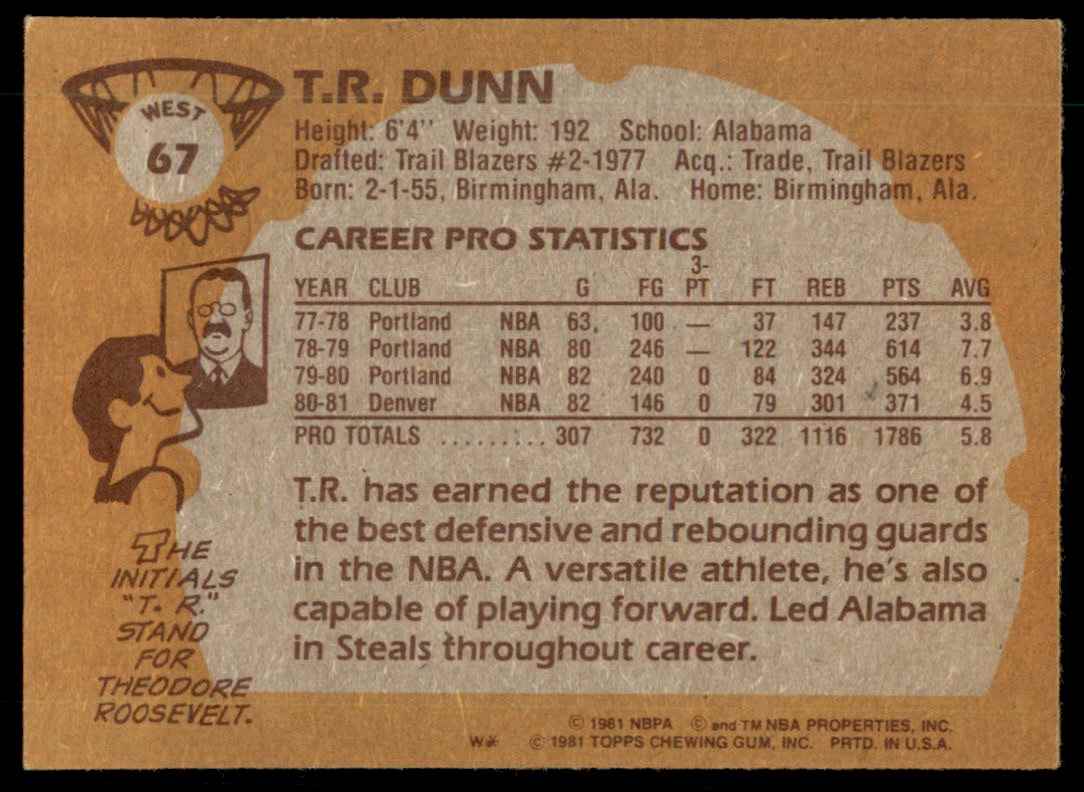 WEST
67
T.R. DUNN
Height: 6'4'' Weight: 192 School: Alabama
Drafted: Trail Blazers #2-1977 Acq.: Trade, Trail Blazers
Born: 2-1-55, Birmingham, Ala. Home: Birmingham, Ala.
CAREER PRO STATISTICS
YEAR CLUB G FG 3-PT FT REB PTS AVG
77-78 Portland NBA 63 100 — 37 147 237 3.8
78-79 Portland NBA 80 246 — 122 344 614 7.7
79-80 Portland NBA 82 240 0 84 324 564 6.9
80-81 Denver NBA 82 146 0 79 301 371 4.5
PRO TOTALS ......... 307 732 0 322 1116 1786 5.8
T.R. has earned the reputation as one of
the best defensive and rebounding guards
in the NBA. A versatile athlete, he's also
capable of playing forward. Led Alabama
in Steals throughout career.
THE
INITIALS
"T. R."
STAND
FOR
THEODORE
ROOSEVELT.
© 1981 NBPA © and TM NBA PROPERTIES, INC.
W** © 1981 TOPPS CHEWING GUM, INC. PRTD. IN U.S.A.